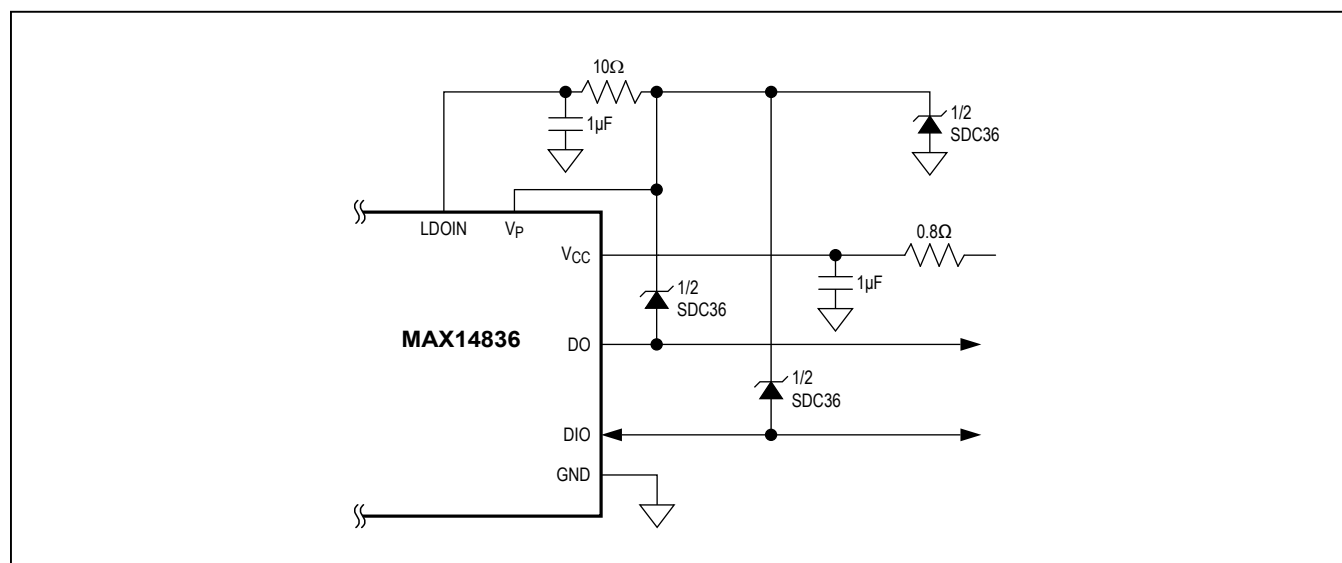 10Ω
1µF
1/2
SDC36
LDOIN
VP
VCC
0.8Ω
1µF
1/2
SDC36
MAX14836
DO
1/2
SDC36
DIO
GND